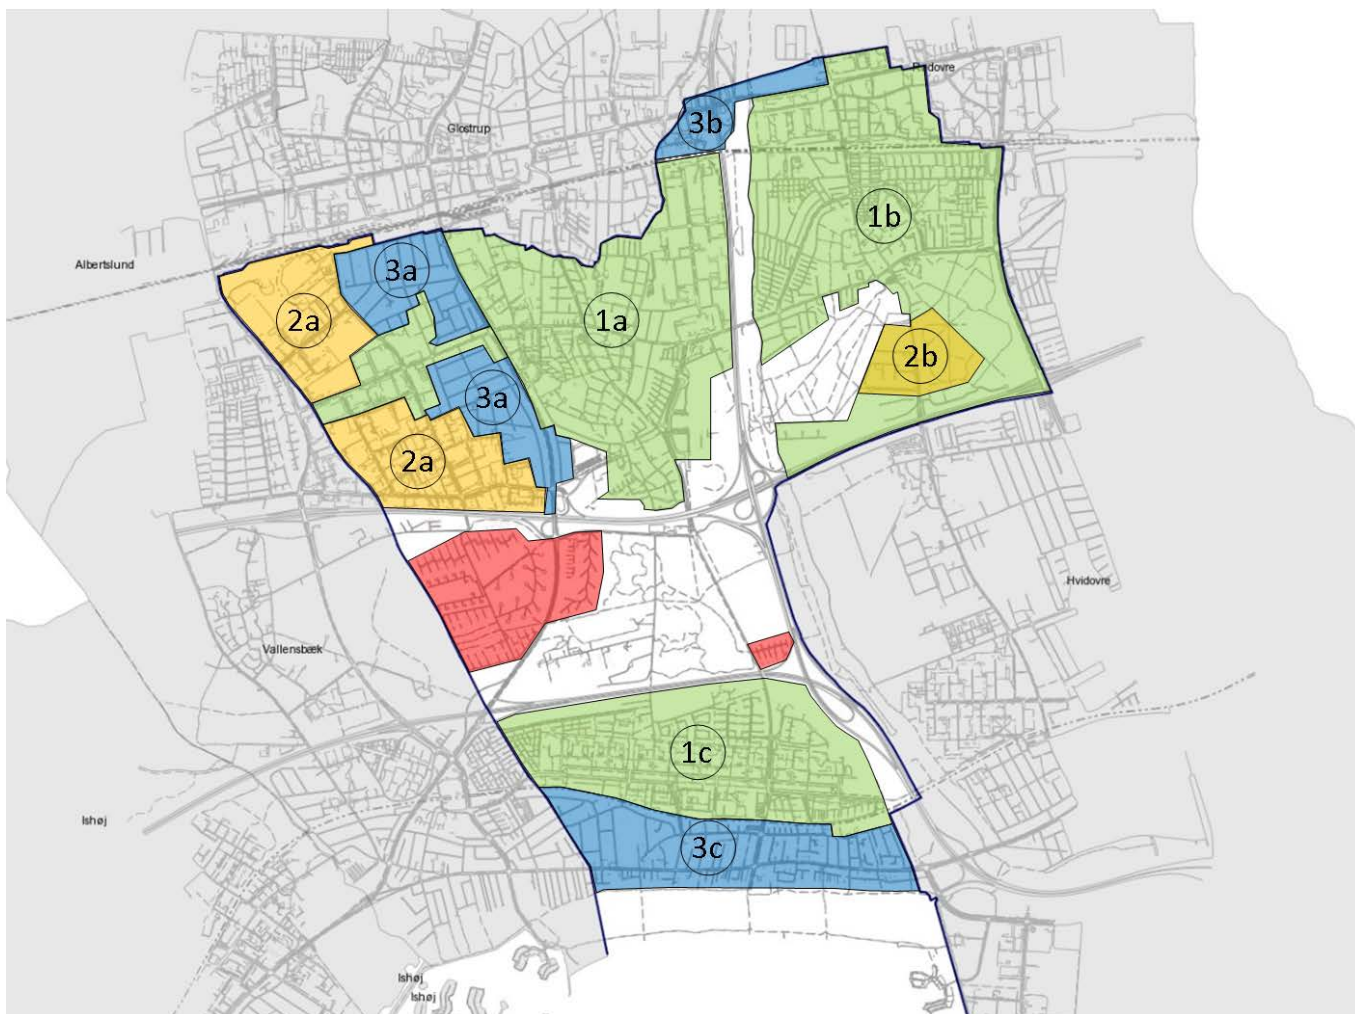 Rødovre
3b
Glostrup
1b
Albertslund
3a
2a
1a
2b
3a
2a
Hvidovre
Vallensbæk
1c
Ishøj
3c
Ishøj
Ishøj